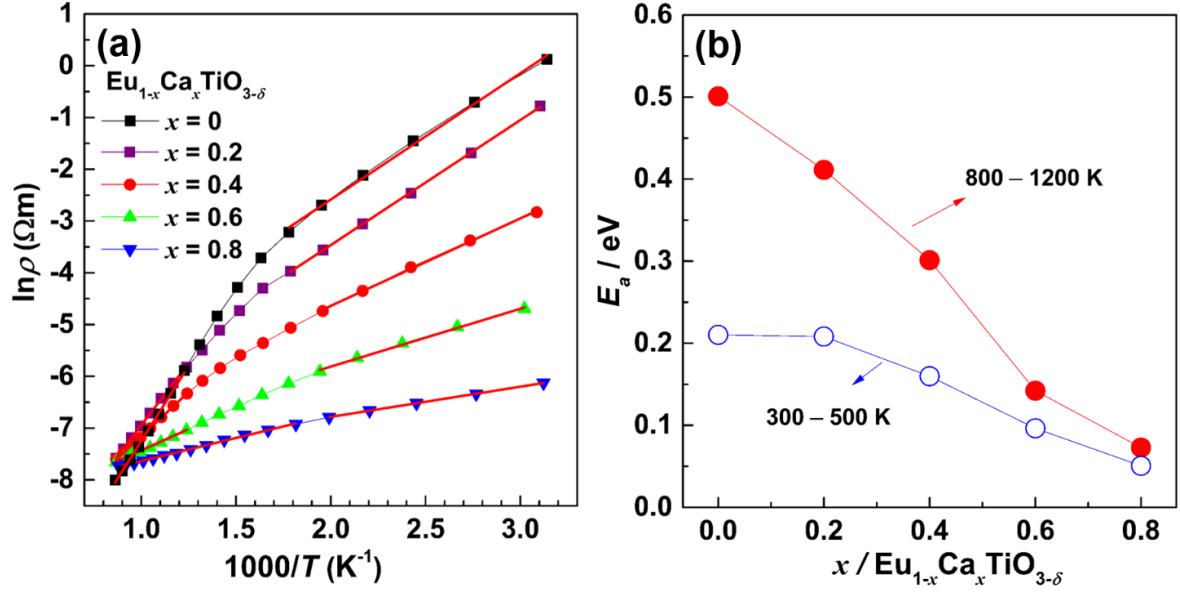 (a)
Eu1-xCaxTiO3-δ
x = 0
x = 0.2
x = 0.4
x = 0.6
x = 0.8
1
0
-1
-2
-3
-4
-5
-6
-7
-8
lnρ (Ωm)
1.0 1.5 2.0 2.5 3.0
1000/T (K-1)
(b)
0.6
0.5
0.4
0.3
0.2
0.1
0.0
Ea / eV
800 – 1200 K
300 – 500 K
0.0 0.2 0.4 0.6 0.8
x / Eu1-xCaxTiO3-δ